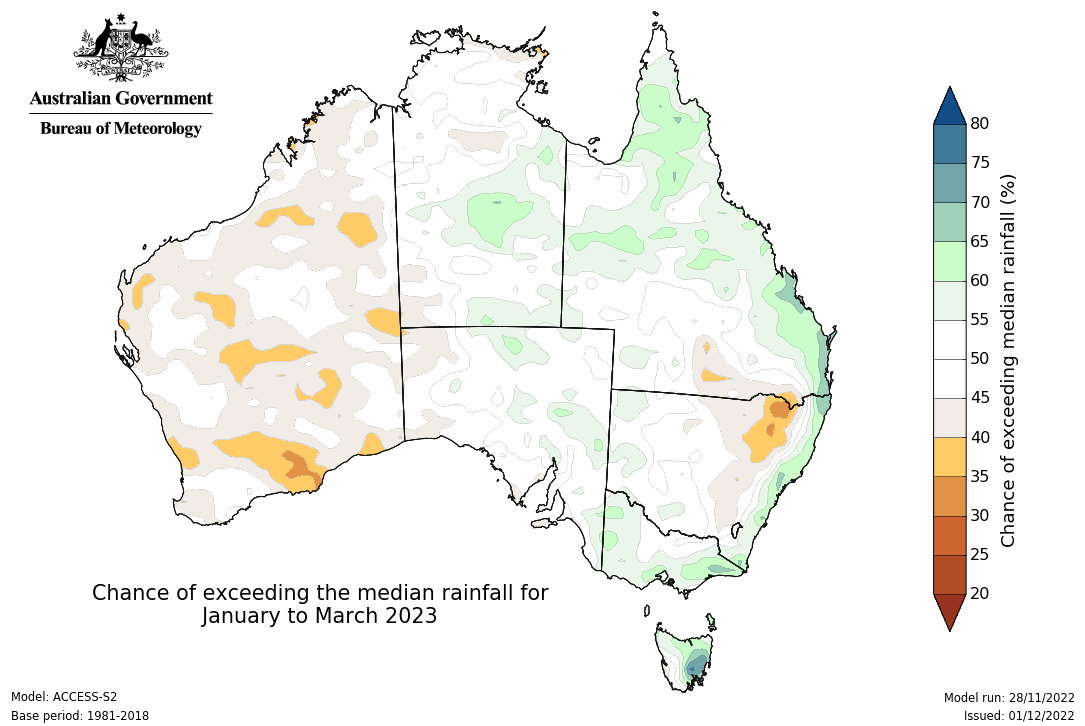 AUSTRALIA
Australian Government
Bureau of Meteorology
80
75
70
65
60
55
50
45
40
35
30
25
20
Chance of exceeding median rainfall (%)
Chance of exceeding the median rainfall for
January to March 2023
Model: ACCESS-S2
Base period: 1981-2018
Model run: 28/11/2022
Issued: 01/12/2022